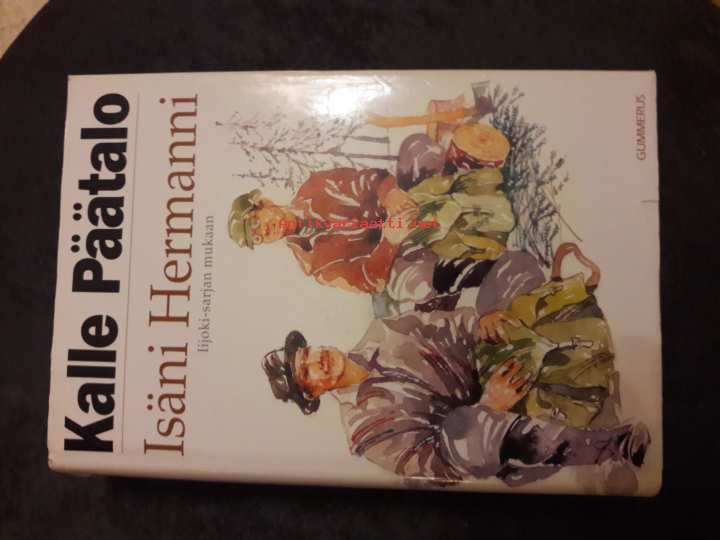 Kalle Päätalo
Isäni Hermanni
Iijoki-sarjan mukaan
GUMMERUS